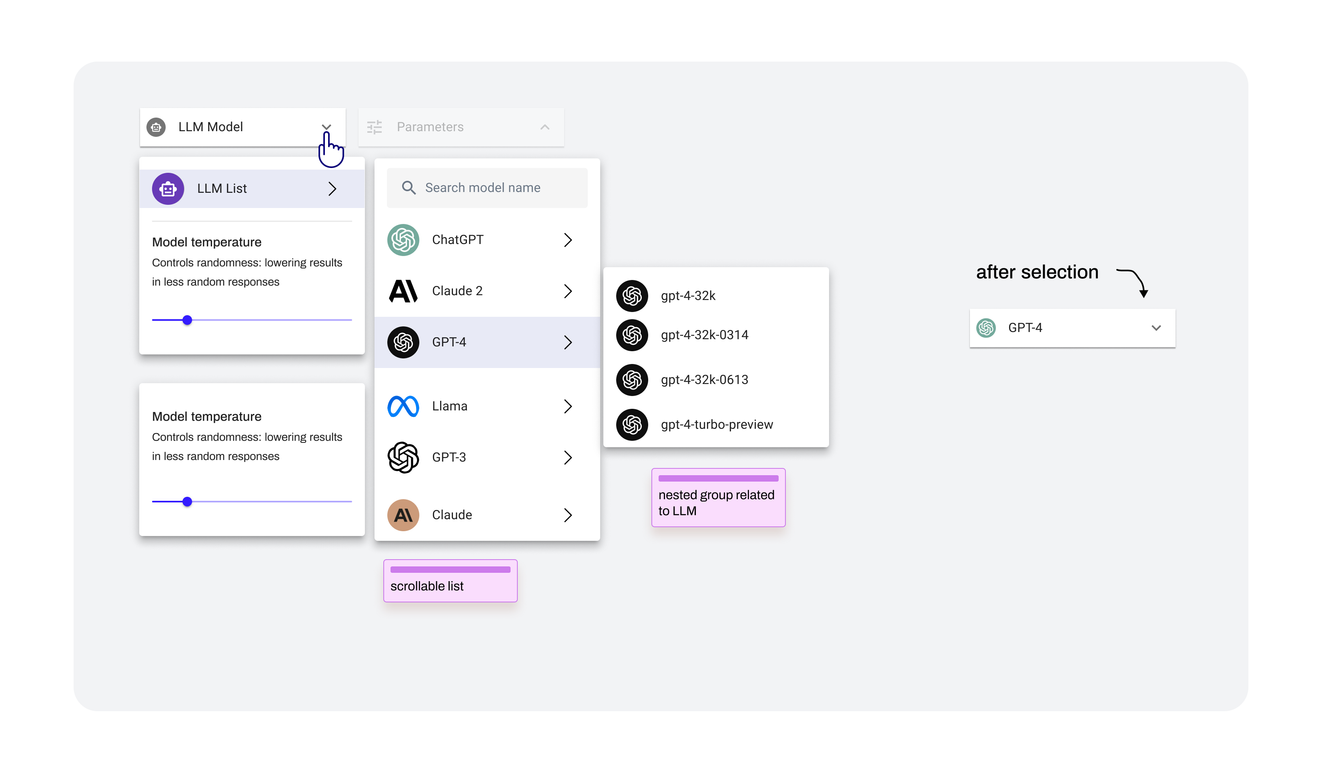 LLM Model
Parameters
LLM List
Model temperature
Controls randomness: lowering results
in less random responses
Model temperature
Controls randomness: lowering results
in less random responses
Search model name
ChatGPT
Claude 2
GPT-4
Llama
GPT-3
Claude
scrollable list
gpt-4-32k
gpt-4-32k-0314
gpt-4-32k-0613
gpt-4-turbo-preview
nested group related
to LLM
after selection
GPT-4